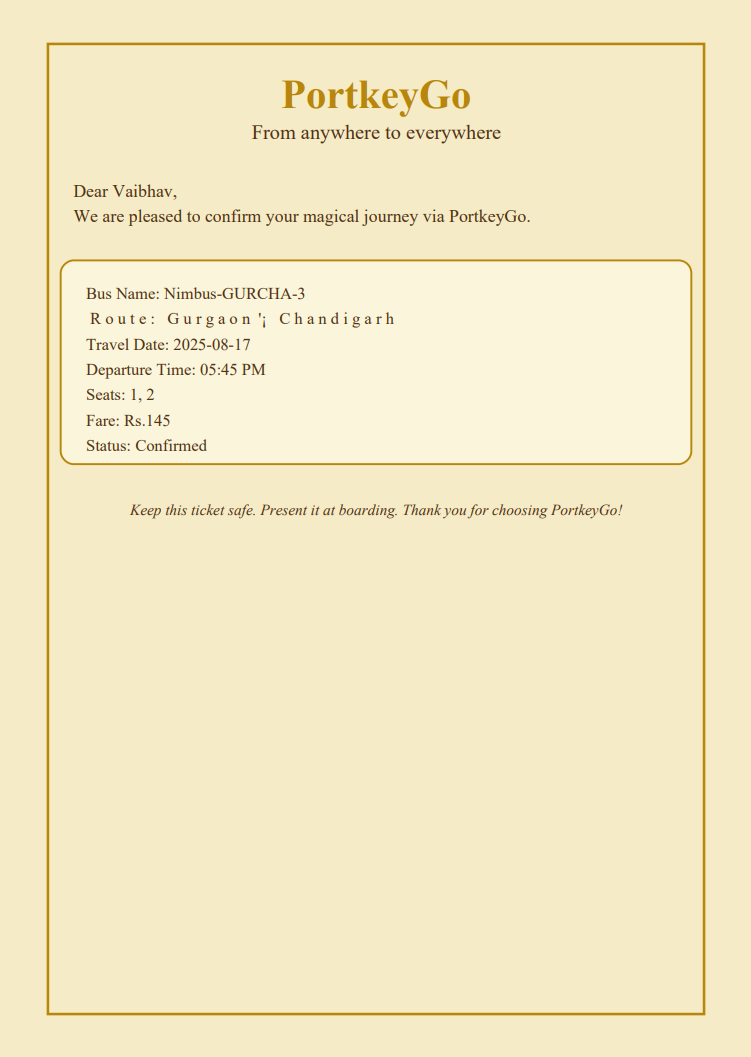 PortkeyGo
From anywhere to everywhere
Dear Vaibhav,
We are pleased to confirm your magical journey via PortkeyGo.
Bus Name: Nimbus-GURCHA-3
Route: Gurgaon '¡ Chandigarh
Travel Date: 2025-08-17
Departure Time: 05:45 PM
Seats: 1, 2
Fare: Rs.145
Status: Confirmed
Keep this ticket safe. Present it at boarding. Thank you for choosing PortkeyGo!